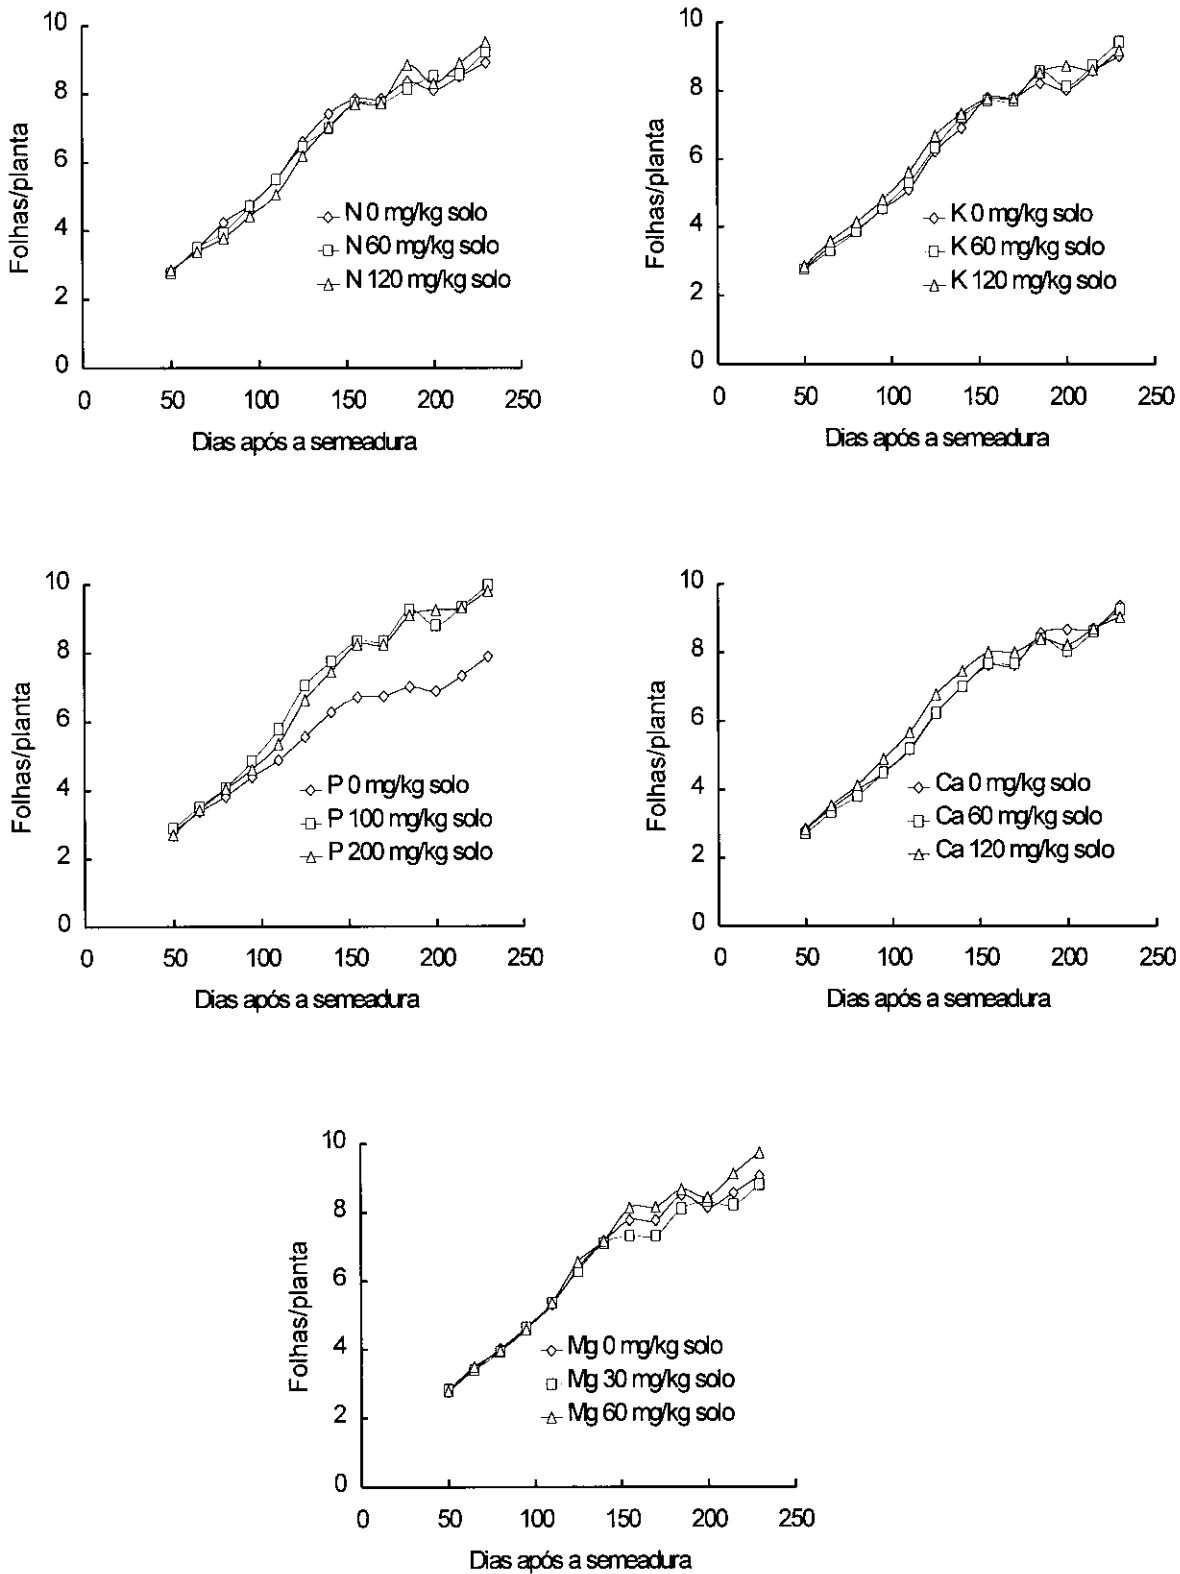 10
8
6
4
2
0
Folhas/planta
N 0 mg/kg solo
N 60 mg/kg solo
N 120 mg/kg solo
0 50 100 150 200 250
Dias após a semeadura
10
8
6
4
2
0
Folhas/planta
K 0 mg/kg solo
K 60 mg/kg solo
K 120 mg/kg solo
0 50 100 150 200 250
Dias após a semeadura
10
8
6
4
2
0
Folhas/planta
P 0 mg/kg solo
P 100 mg/kg solo
P 200 mg/kg solo
0 50 100 150 200 250
Dias após a semeadura
10
8
6
4
2
0
Folhas/planta
Ca 0 mg/kg solo
Ca 60 mg/kg solo
Ca 120 mg/kg solo
0 50 100 150 200 250
Dias após a semeadura
10
8
6
4
2
0
Folhas/planta
Mg 0 mg/kg solo
Mg 30 mg/kg solo
Mg 60 mg/kg solo
0 50 100 150 200 250
Dias após a semeadura